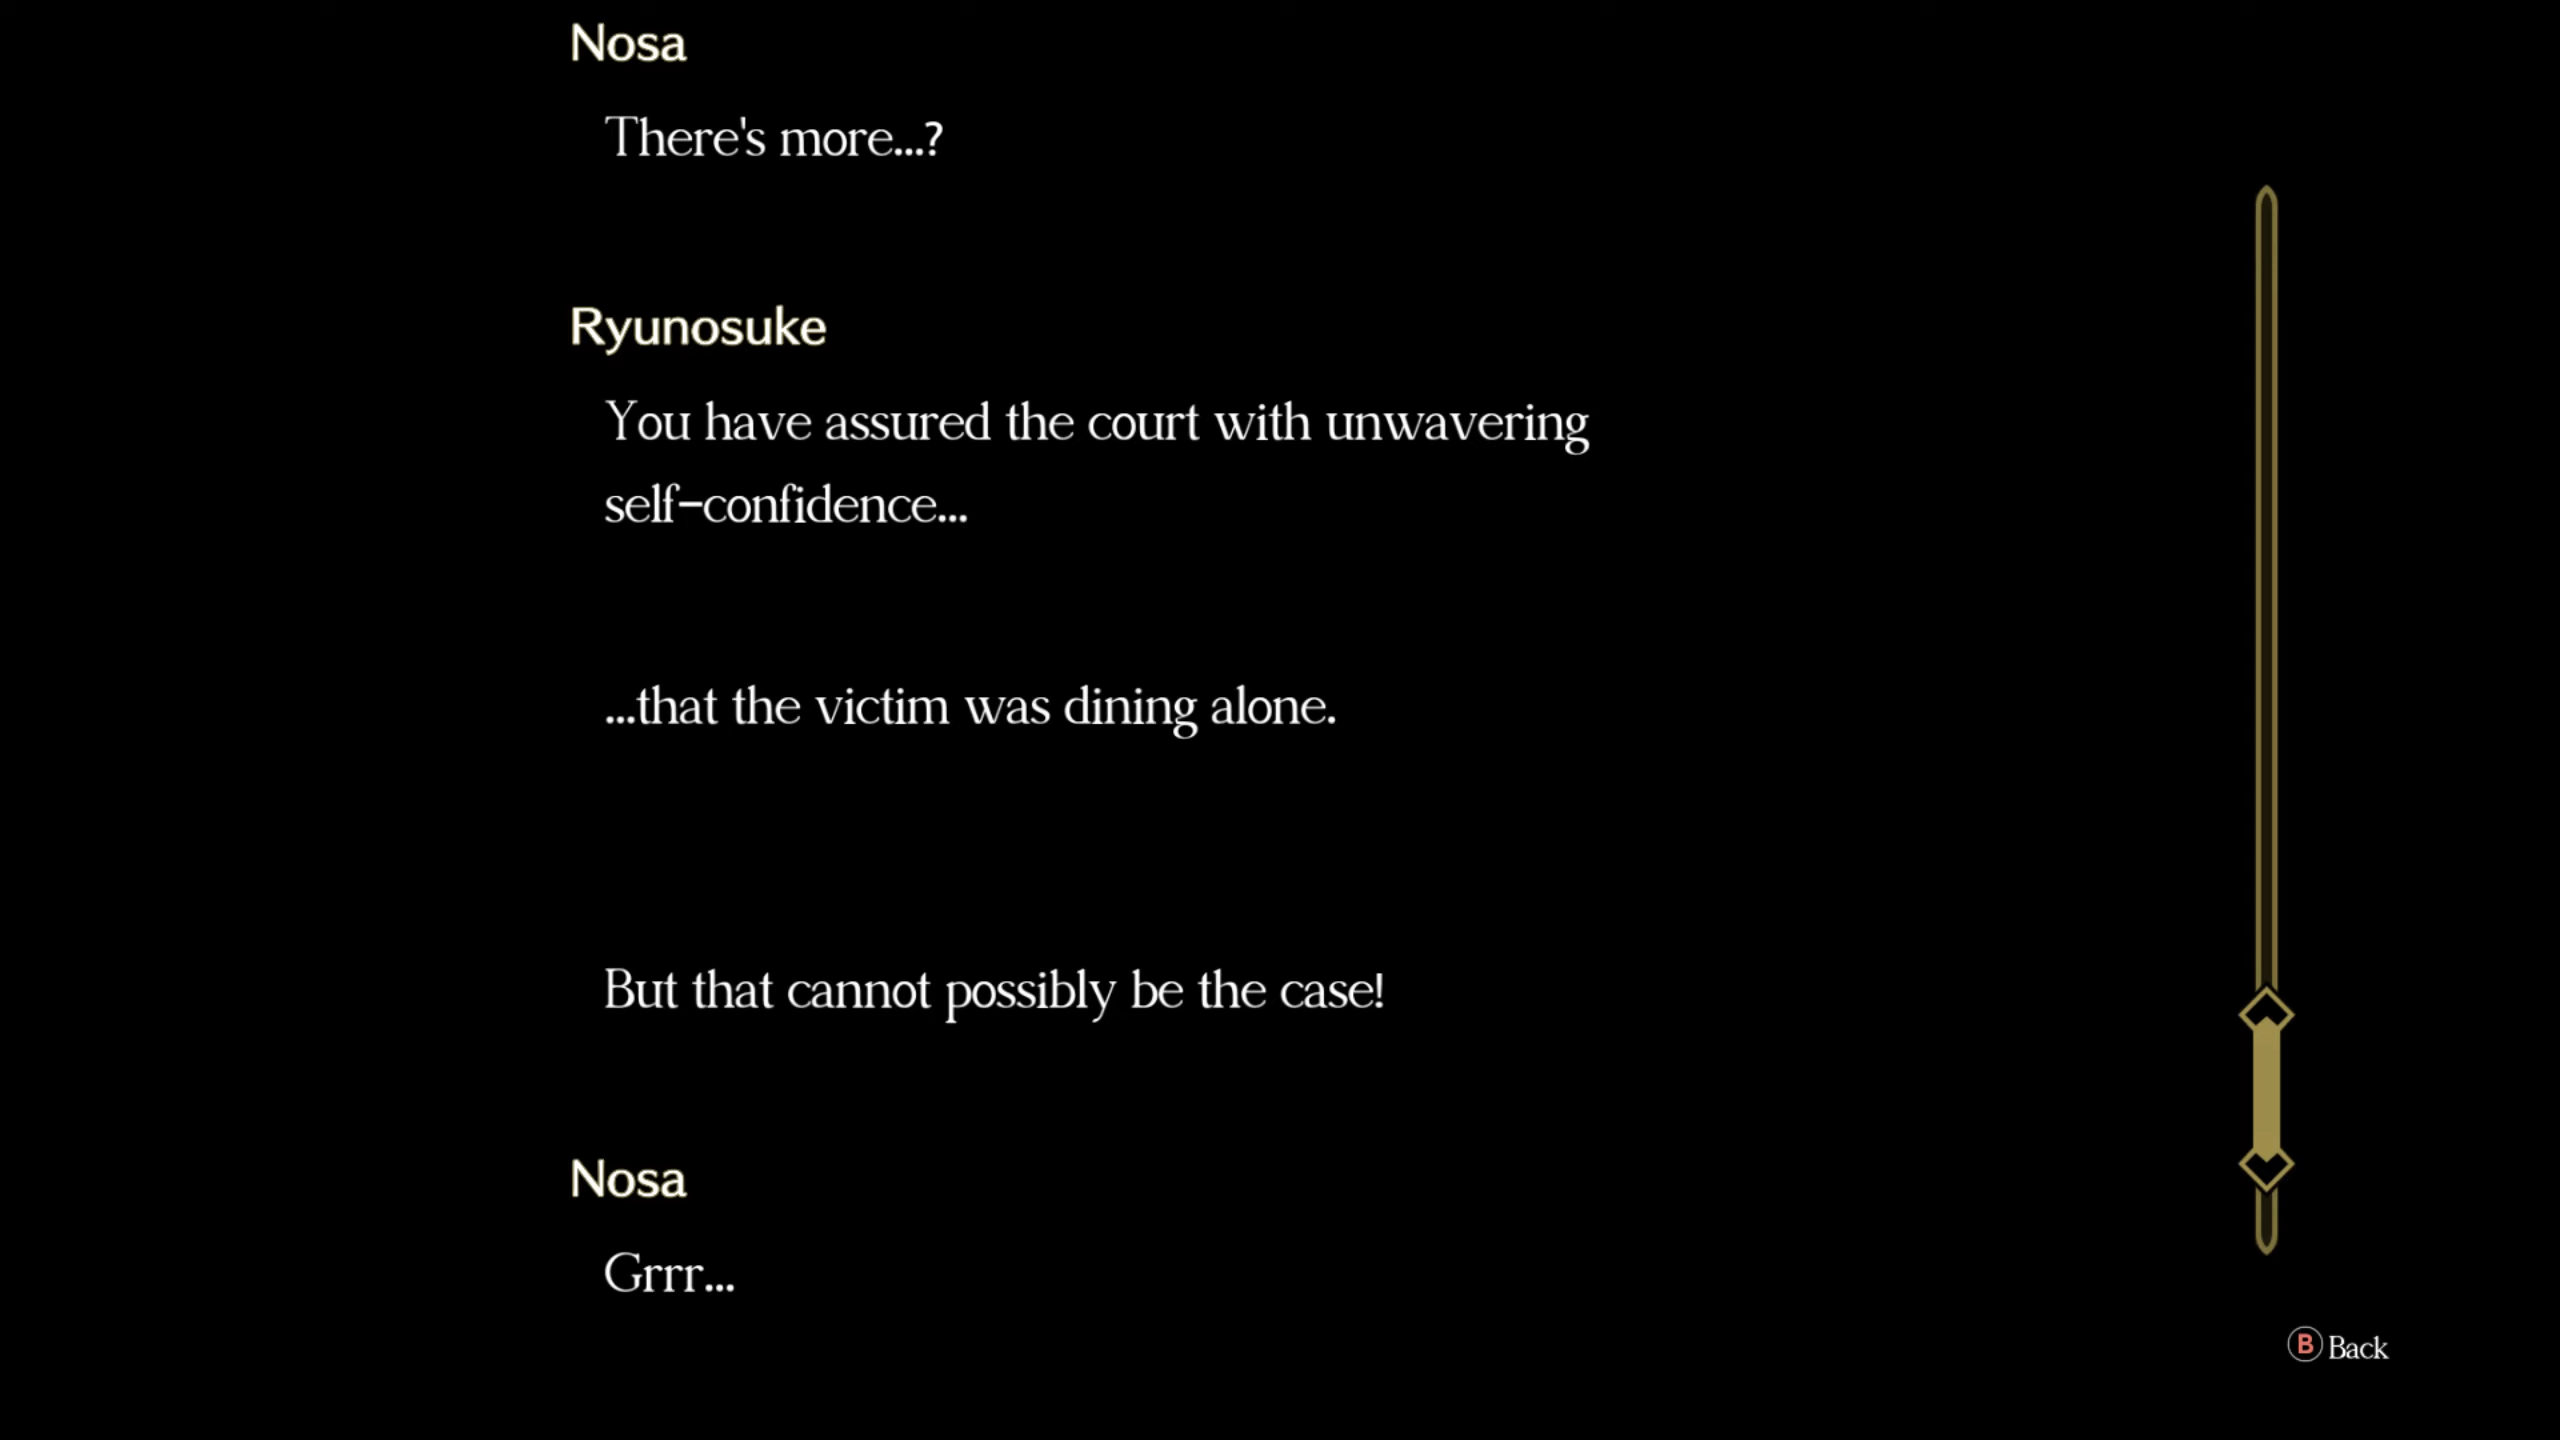 Nosa
There's more...?
Ryunosuke
You have assured the court with unwavering
self-confidence...
...that the victim was dining alone.
But that cannot possibly be the case!
Nosa
Grrr...
B Back